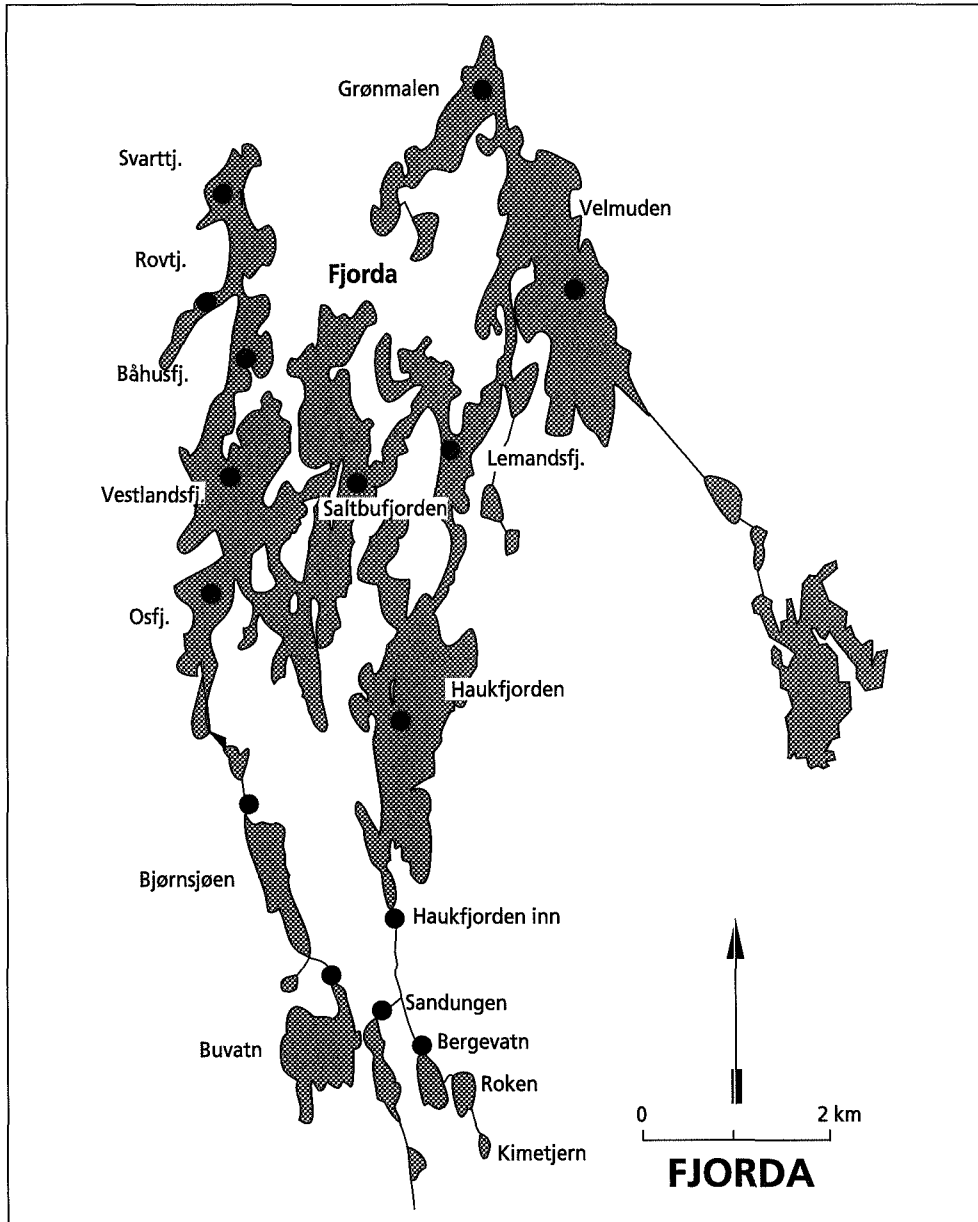 Grønmalen
Svarttj.
Velmuden
Rovtj.
Fjorda
Båhusfj.
Lemandsfj.
Vestlandsfj.
Saltbufjorden
Osfj.
Haukfjorden
Bjørnsjøen
Haukfjorden inn
Sandungen
Bergevatn
Buvatn
Roken
0 2 km
Kimetjern
FJORDA